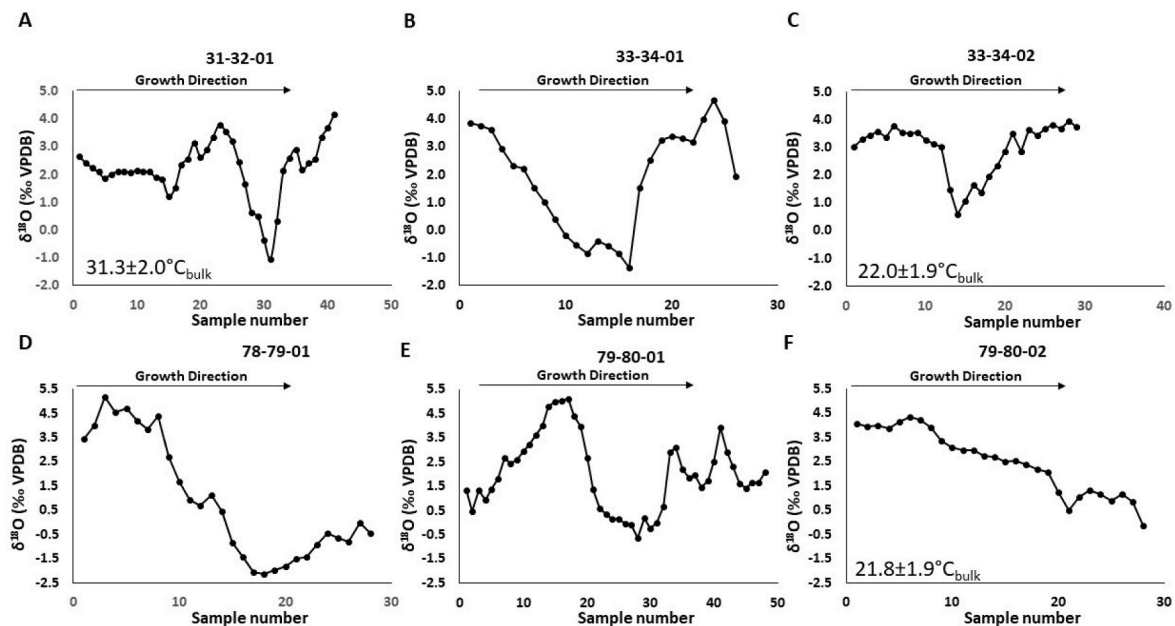 A
31-32-01
Growth Direction
5.0
4.0
3.0
2.0
1.0
0.0
-1.0
-2.0
δ¹⁸O (‰ VPDB)
31.3±2.0°C bulk
0 10 20 30 40 50
Sample number
B
33-34-01
Growth Direction
5.0
4.0
3.0
2.0
1.0
0.0
-1.0
-2.0
δ¹⁸O (‰ VPDB)
0 10 20 30
Sample number
C
33-34-02
Growth Direction
5.0
4.0
3.0
2.0
1.0
0.0
-1.0
-2.0
δ¹⁸O (‰ VPDB)
22.0±1.9°C bulk
0 10 20 30 40
Sample number
D
78-79-01
Growth Direction
5.5
4.5
3.5
2.5
1.5
0.5
-0.5
-1.5
-2.5
δ¹⁸O (‰ VPDB)
0 10 20 30
Sample number
E
79-80-01
Growth Direction
5.5
4.5
3.5
2.5
1.5
0.5
-0.5
-1.5
-2.5
δ¹⁸O (‰ VPDB)
0 10 20 30 40 50
Sample number
F
79-80-02
Growth Direction
5.5
4.5
3.5
2.5
1.5
0.5
-0.5
-1.5
-2.5
δ¹⁸O (‰ VPDB)
21.8±1.9°C bulk
0 10 20 30
Sample number